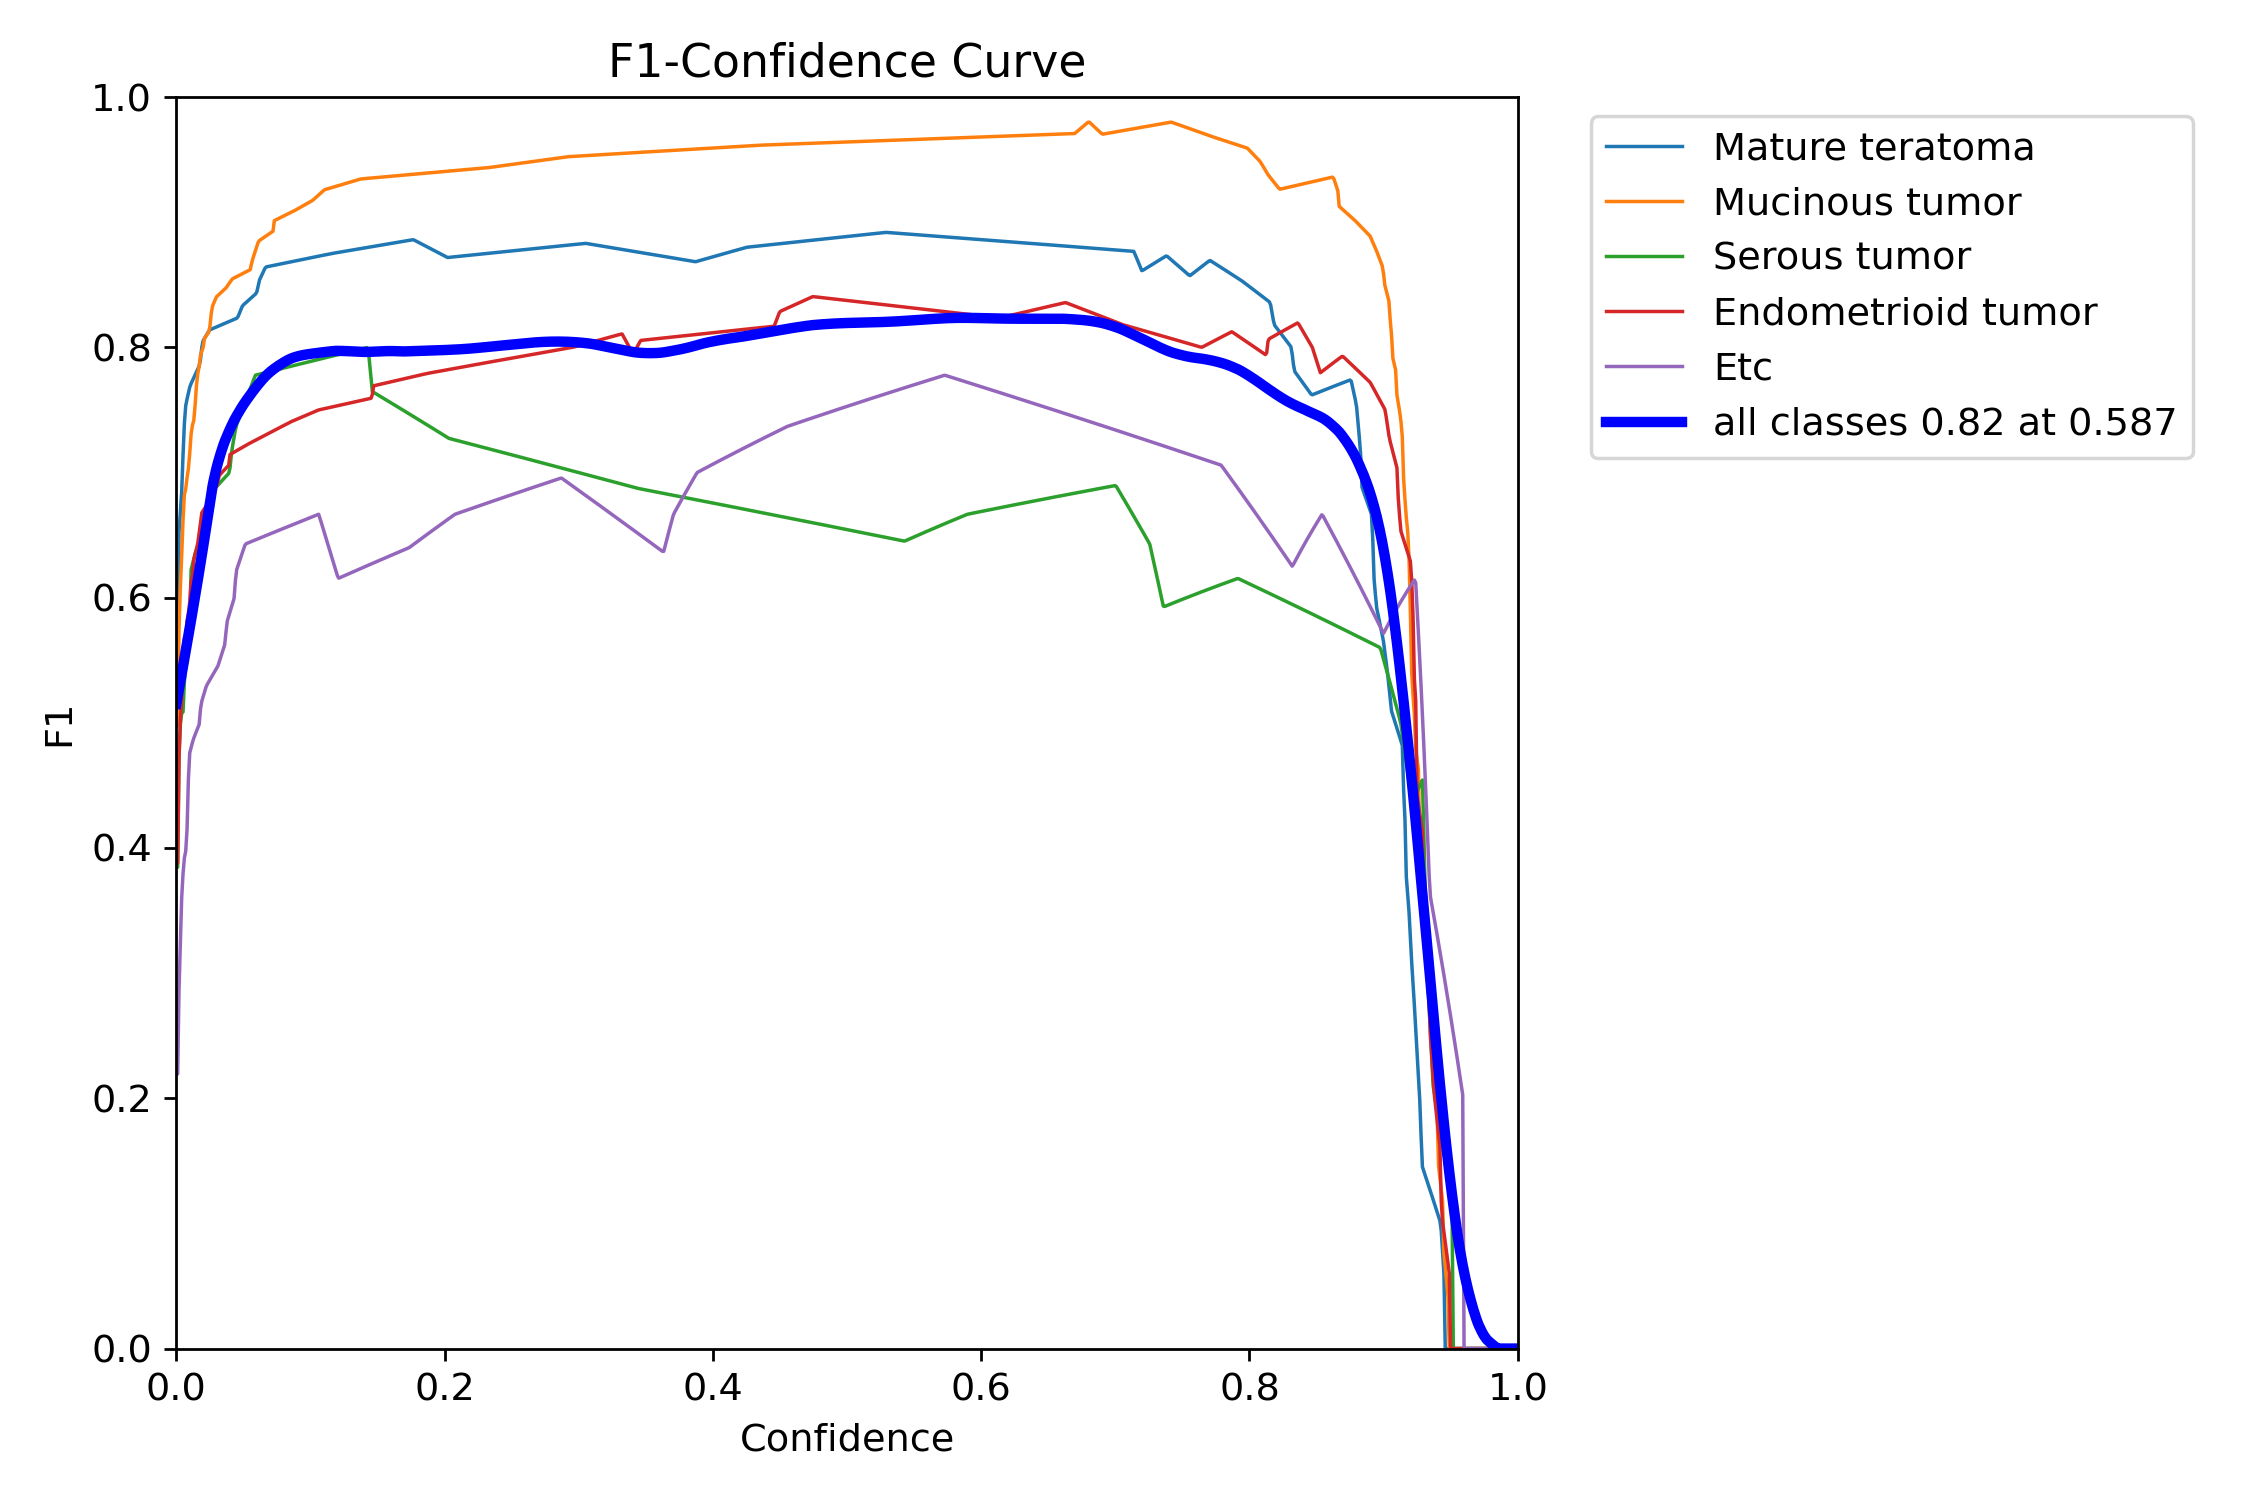 F1-Confidence Curve
1.0
0.8
0.6
0.4
0.2
0.0
F1
0.0 0.2 0.4 0.6 0.8 1.0
Confidence
Mature teratoma
Mucinous tumor
Serous tumor
Endometrioid tumor
Etc
all classes 0.82 at 0.587